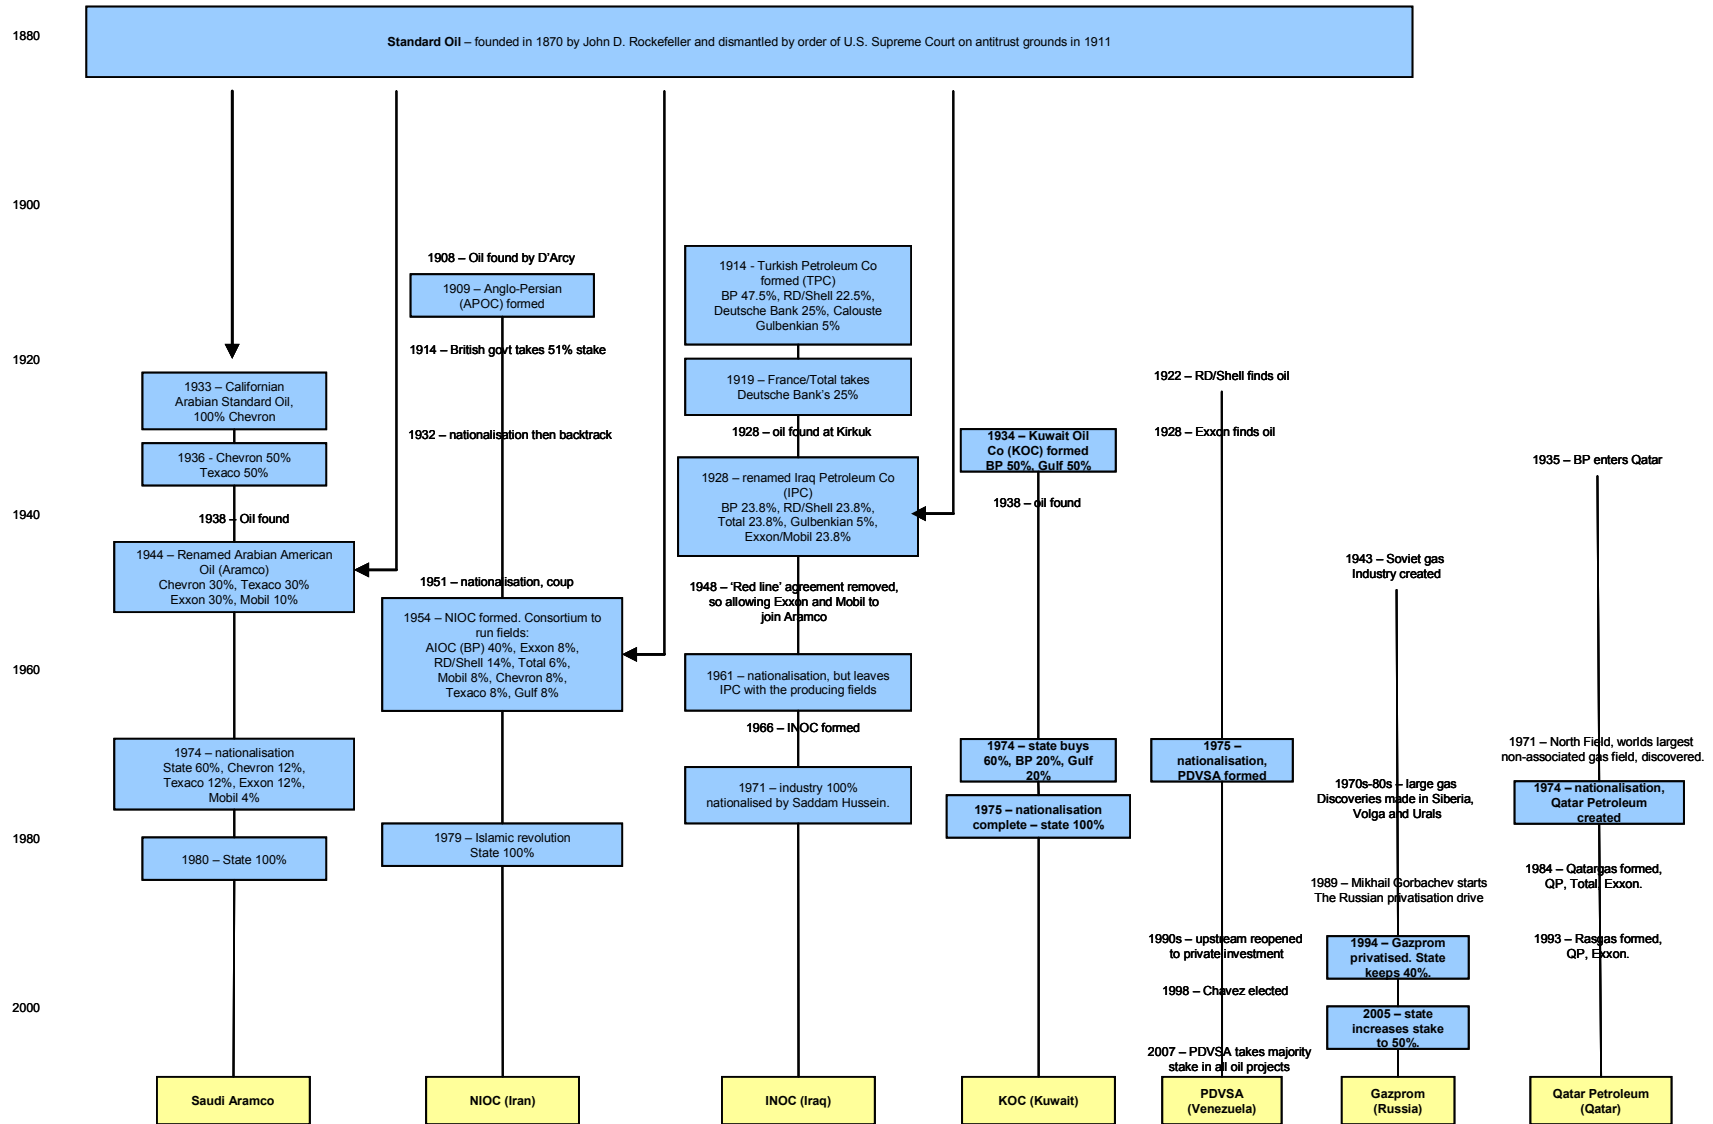 1880
Standard Oil – founded in 1870 by John D. Rockefeller and dismantled by order of U.S. Supreme Court on antitrust grounds in 1911
1900
1920
1940
1960
1980
2000
1933 – Californian
Arabian Standard Oil,
100% Chevron
1936 - Chevron 50%
Texaco 50%
1938 – Oil found
1944 – Renamed Arabian American
Oil (Aramco)
Chevron 30%, Texaco 30%
Exxon 30%, Mobil 10%
1974 – nationalisation
State 60%, Chevron 12%,
Texaco 12%, Exxon 12%,
Mobil 4%
1980 – State 100%
Saudi Aramco
1908 – Oil found by D'Arcy
1909 – Anglo-Persian
(APOC) formed
1914 – British govt takes 51% stake
1932 – nationalisation then backtrack
1951 – nationalisation, coup
1954 – NIOC formed. Consortium to
run fields:
AIOC (BP) 40%, Exxon 8%,
RD/Shell 14%, Total 6%,
Mobil 8%, Chevron 8%,
Texaco 8%, Gulf 8%
1979 – Islamic revolution
State 100%
NIOC (Iran)
1914 - Turkish Petroleum Co
formed (TPC)
BP 47.5%, RD/Shell 22.5%,
Deutsche Bank 25%, Calouste
Gulbenkian 5%
1919 – France/Total takes
Deutsche Bank's 25%
1928 – oil found at Kirkuk
1928 – renamed Iraq Petroleum Co
(IPC)
BP 23.8%, RD/Shell 23.8%,
Total 23.8%, Gulbenkian 5%,
Exxon/Mobil 23.8%
1948 – 'Red line' agreement removed,
so allowing Exxon and Mobil to
join Aramco
1961 – nationalisation, but leaves
IPC with the producing fields
1966 – INOC formed
1971 – industry 100%
nationalised by Saddam Hussein.
INOC (Iraq)
1934 – Kuwait Oil
Co (KOC) formed
BP 50%, Gulf 50%
1938 – oil found
1974 – state buys
60%, BP 20%, Gulf
20%
1975 – nationalisation
complete – state 100%
KOC (Kuwait)
1922 – RD/Shell finds oil
1928 – Exxon finds oil
1975 –
nationalisation,
PDVSA formed
1990s – upstream reopened
to private investment
1998 – Chavez elected
2007 – PDVSA takes majority
stake in all oil projects
PDVSA
(Venezuela)
1943 – Soviet gas
Industry created
1970s-80s – large gas
Discoveries made in Siberia,
Volga and Urals
1989 – Mikhail Gorbachev starts
The Russian privatisation drive
1994 – Gazprom
privatised. State
keeps 40%.
2005 – state
increases stake
to 50%.
Gazprom
(Russia)
1935 – BP enters Qatar
1971 – North Field, worlds largest
non-associated gas field, discovered.
1974 – nationalisation,
Qatar Petroleum
created
1984 – Qatargas formed,
QP, Total, Exxon.
1993 – Rasgas formed,
QP, Exxon.
Qatar Petroleum
(Qatar)